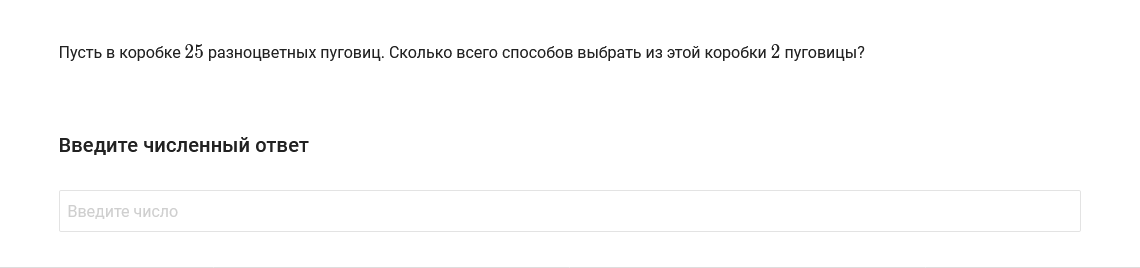 Пусть в коробке 25 разноцветных пуговиц. Сколько всего способов выбрать из этой коробки 2 пуговицы?
Введите численный ответ
Введите число